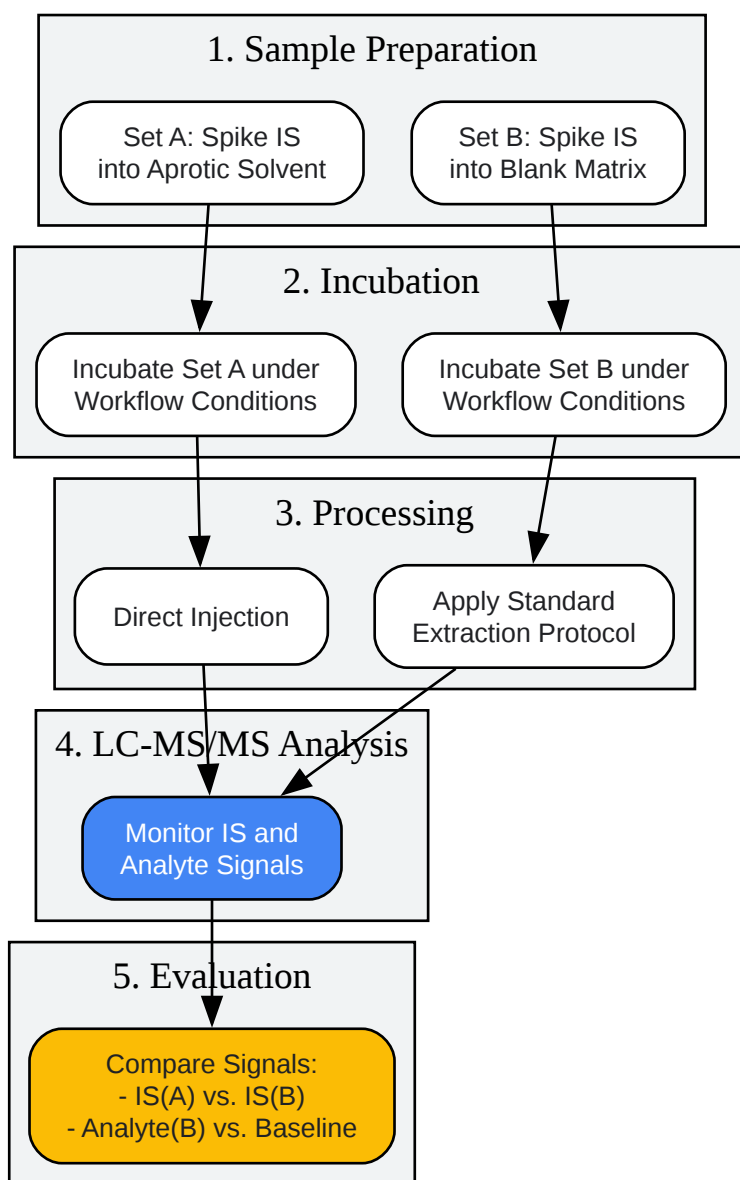 1. Sample Preparation
Set A: Spike IS
into Aprotic Solvent
Set B: Spike IS
into Blank Matrix
2. Incubation
Incubate Set A under
Workflow Conditions
Incubate Set B under
Workflow Conditions
3. Processing
Direct Injection
Apply Standard
Extraction Protocol
4. LC-MS/MS Analysis
Monitor IS and
Analyte Signals
5. Evaluation
Compare Signals:
- IS(A) vs. IS(B)
- Analyte(B) vs. Baseline